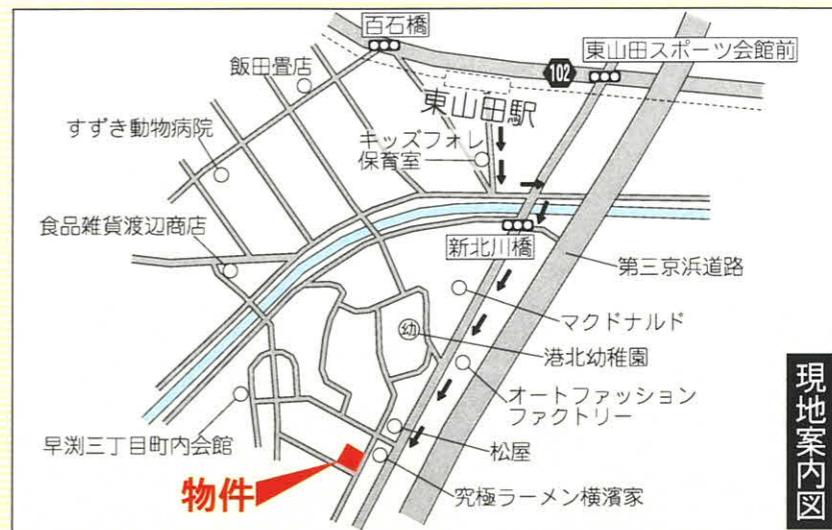 百石橋
飯田畳店
102
東山田スポーツ会館前
東山田駅
すずき動物病院
キッズフォレ
保育室
食品雑貨渡辺商店
新北川橋
第三京浜道路
マクドナルド
幼
港北幼稚園
オートファッション
ファクトリー
早渕三丁目町内会館
松屋
物件
究極ラーメン横濱家
現地案内図